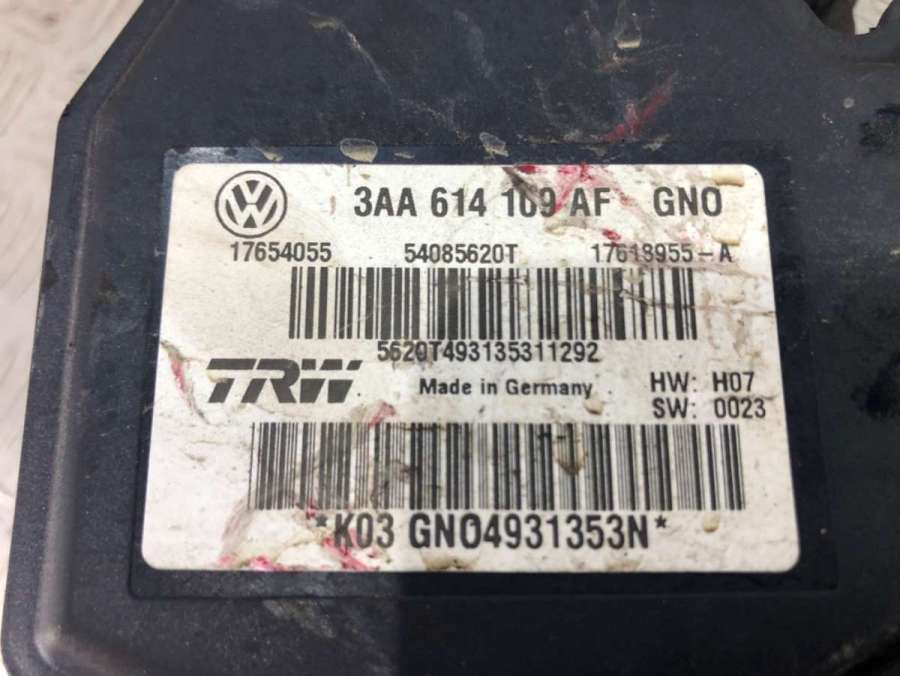 3AA 614 109 AF GNO
17654055 54085620T 17618955-A
5620T493135311292
TRW Made in Germany HW: H07
SW: 0023
*K03 GNO4931353N*